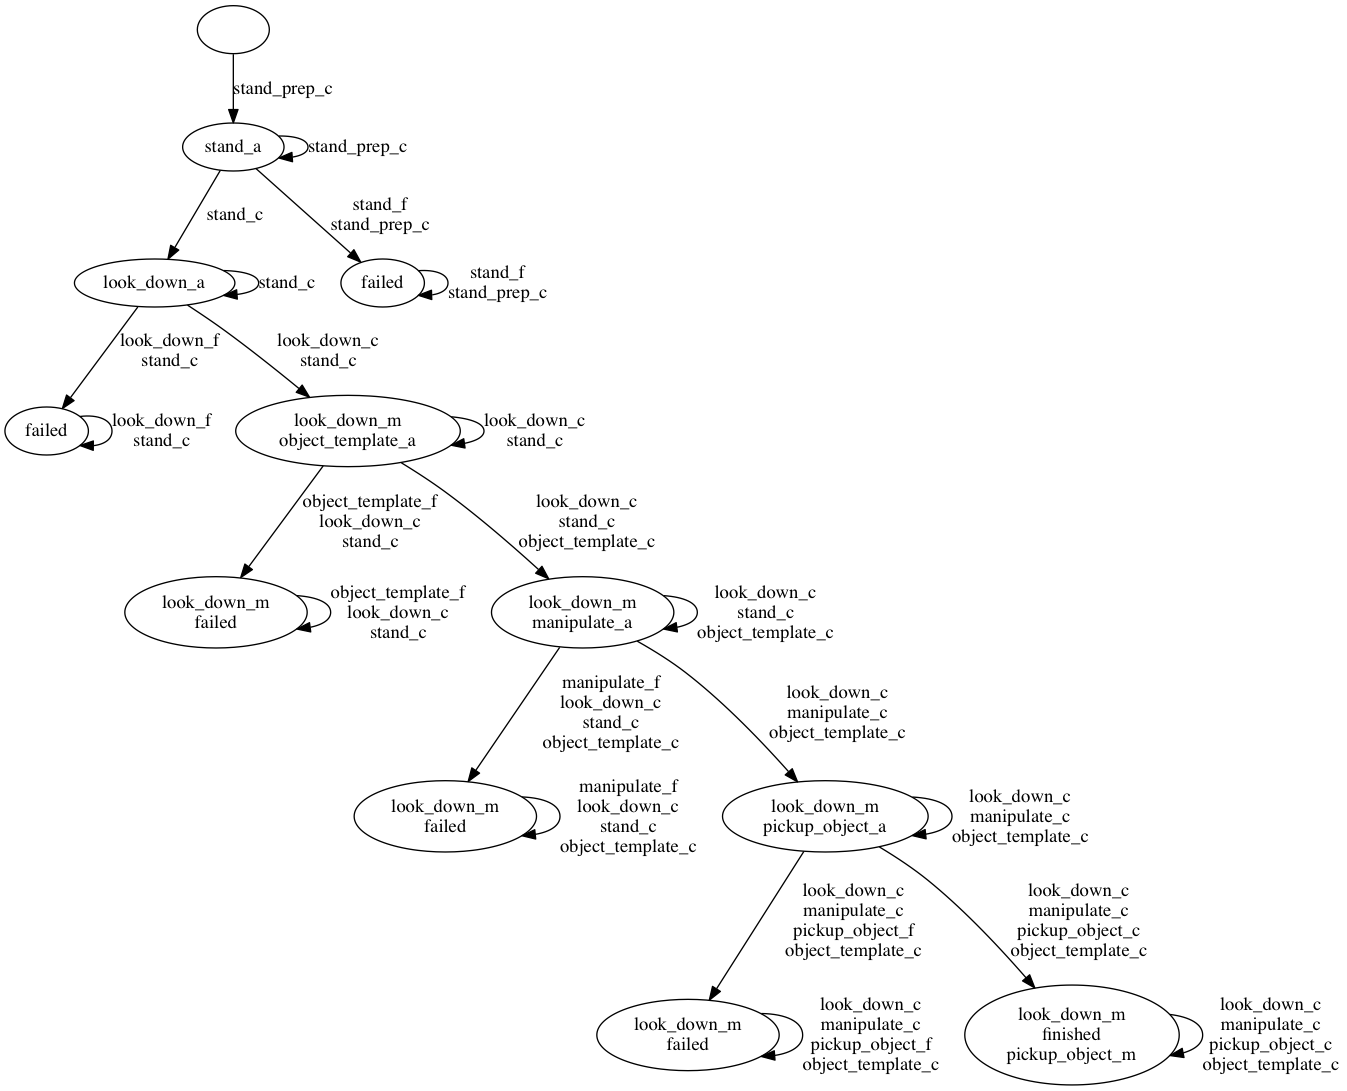 stand_prep_c
stand_a
stand_prep_c
stand_c
stand_f
stand_prep_c
look_down_a
stand_c
failed
stand_f
stand_prep_c
look_down_f
stand_c
look_down_c
stand_c
failed
look_down_f
stand_c
look_down_m
object_template_a
look_down_c
stand_c
object_template_f
look_down_c
stand_c
look_down_c
stand_c
object_template_c
look_down_m
failed
object_template_f
look_down_c
stand_c
look_down_m
manipulate_a
look_down_c
stand_c
object_template_c
manipulate_f
look_down_c
stand_c
object_template_c
look_down_c
manipulate_c
object_template_c
look_down_m
failed
manipulate_f
look_down_c
stand_c
object_template_c
look_down_m
pickup_object_a
look_down_c
manipulate_c
object_template_c
look_down_c
manipulate_c
pickup_object_f
object_template_c
look_down_c
manipulate_c
pickup_object_c
object_template_c
look_down_m
failed
look_down_c
manipulate_c
pickup_object_f
object_template_c
look_down_m
finished
pickup_object_m
look_down_c
manipulate_c
pickup_object_c
object_template_c